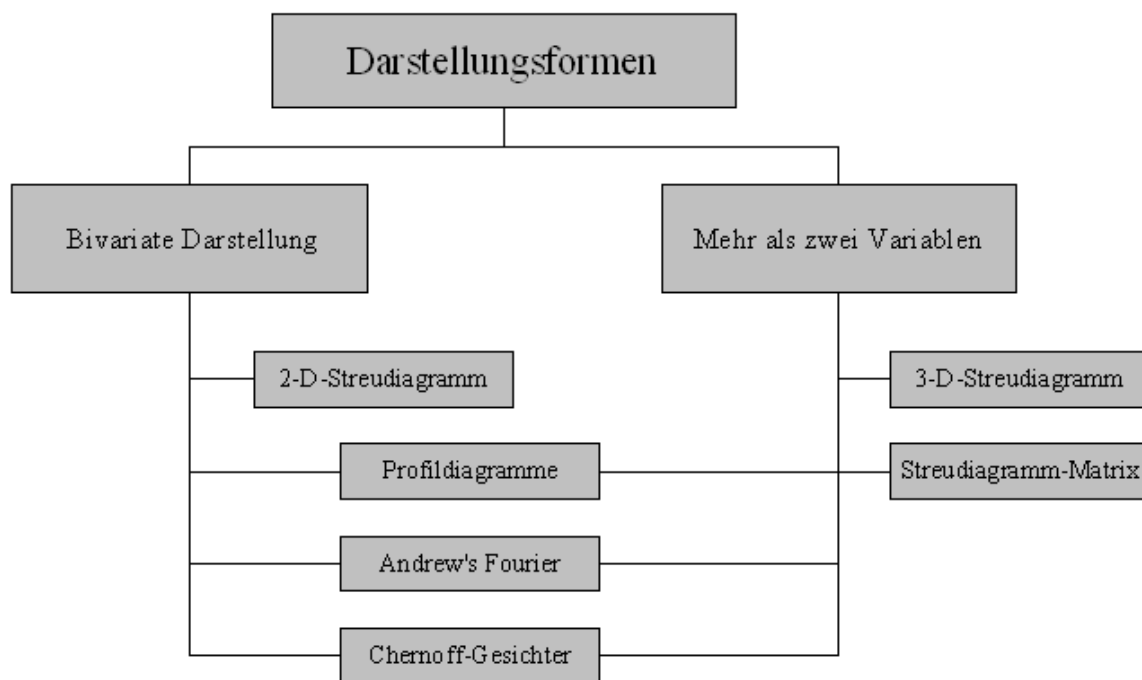 Darstellungsformen
Bivariate Darstellung
Mehr als zwei Variablen
2-D-Streudiagramm
3-D-Streudiagramm
Profildiagramme
Streudiagramm-Matrix
Andrew's Fourier
Chernoff-Gesichter